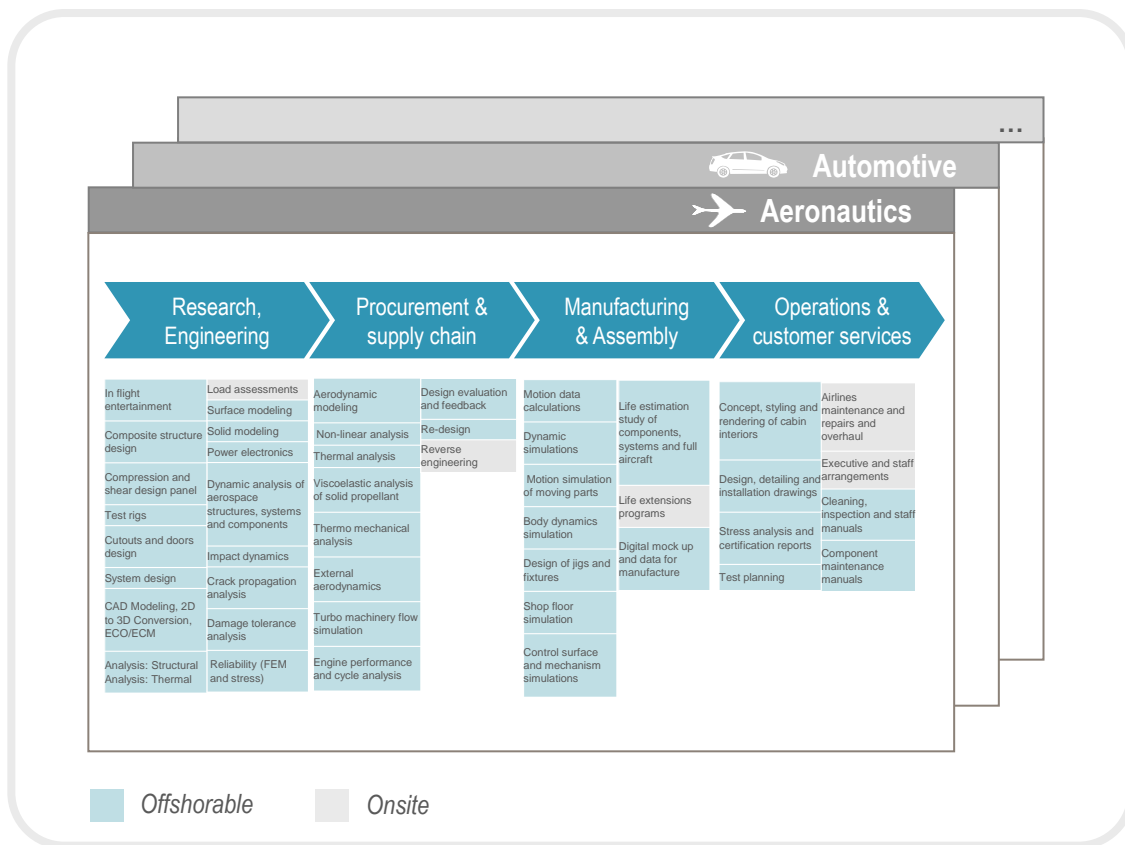 ...
Automotive
Aeronautics
Research,
Engineering
Procurement &
supply chain
Manufacturing
& Assembly
Operations &
customer services
In flight
entertainment
Composite structure
design
Compression and
shear design panel
Test rigs
Cutouts and doors
design
System design
CAD Modeling, 2D
to 3D Conversion,
ECO/ECM
Analysis: Structural
Analysis: Thermal
Load assessments
Surface modeling
Solid modeling
Power electronics
Dynamic analysis of
aerospace
structures, systems
and components
Impact dynamics
Crack propagation
analysis
Damage tolerance
analysis
Reliability (FEM
and stress)
Aerodynamic
modeling
Non-linear analysis
Thermal analysis
Viscoelastic analysis
of solid propellant
Thermo mechanical
analysis
External
aerodynamics
Turbo machinery flow
simulation
Engine performance
and cycle analysis
Design evaluation
and feedback
Re-design
Reverse
engineering
Motion data
calculations
Dynamic
simulations
Motion simulation
of moving parts
Body dynamics
simulation
Design of jigs and
fixtures
Shop floor
simulation
Control surface
and mechanism
simulations
Life estimation
study of
components,
systems and full
aircraft
Life extensions
programs
Digital mock up
and data for
manufacture
Concept, styling and
rendering of cabin
interiors
Design, detailing and
installation drawings
Stress analysis and
certification reports
Test planning
Airlines
maintenance and
repairs and
overhaul
Executive and staff
arrangements
Cleaning,
inspection and staff
manuals
Component
maintenance
manuals
Offshorable
Onsite